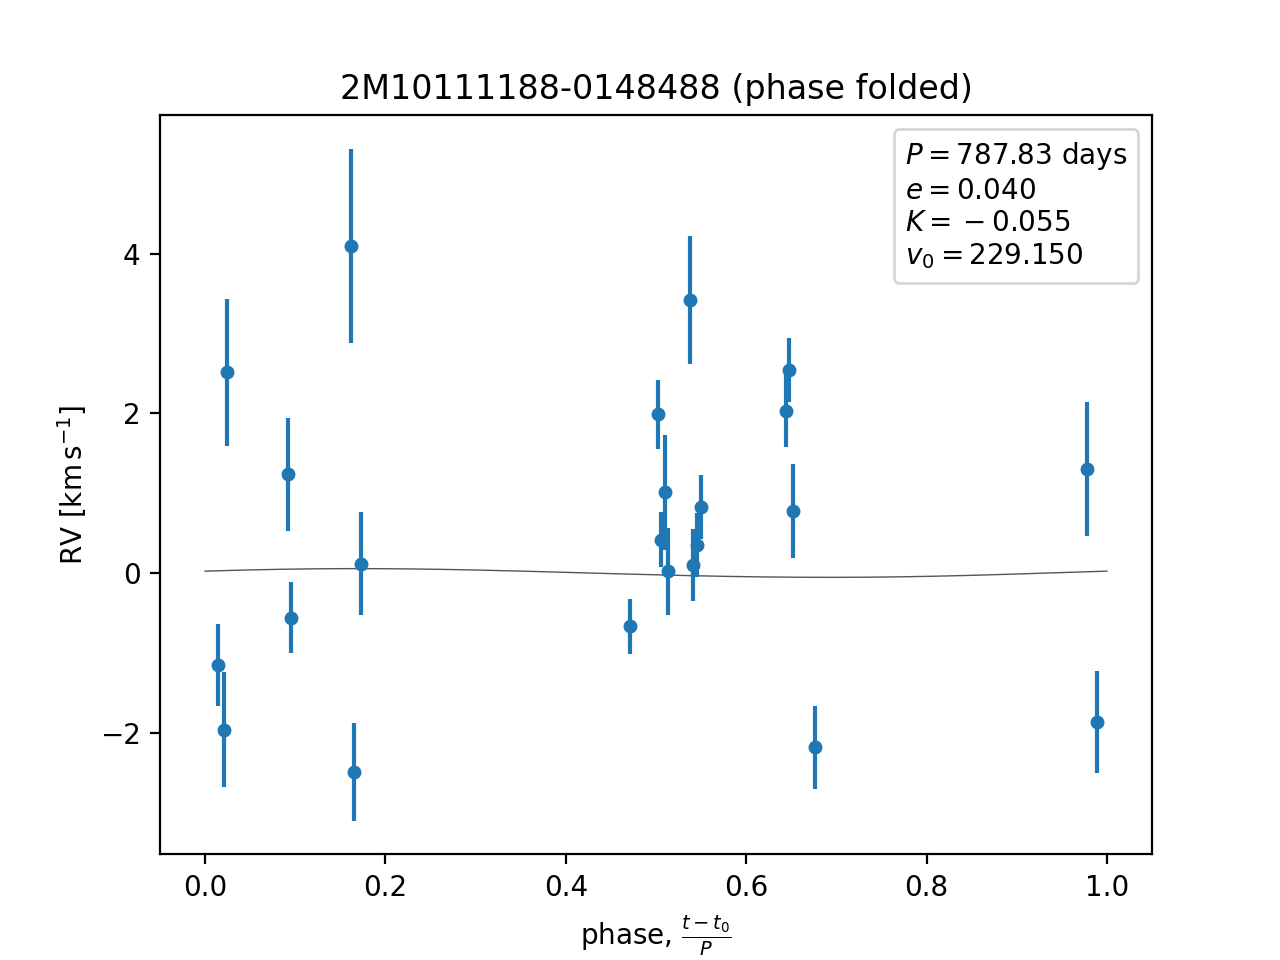 2M10111188-0148488 (phase folded)
P = 787.83 days
e = 0.040
K = −0.055
v₀ = 229.150
4
2
0
−2
RV [km s⁻¹]
0.0 0.2 0.4 0.6 0.8 1.0
phase, (t − t₀)/P